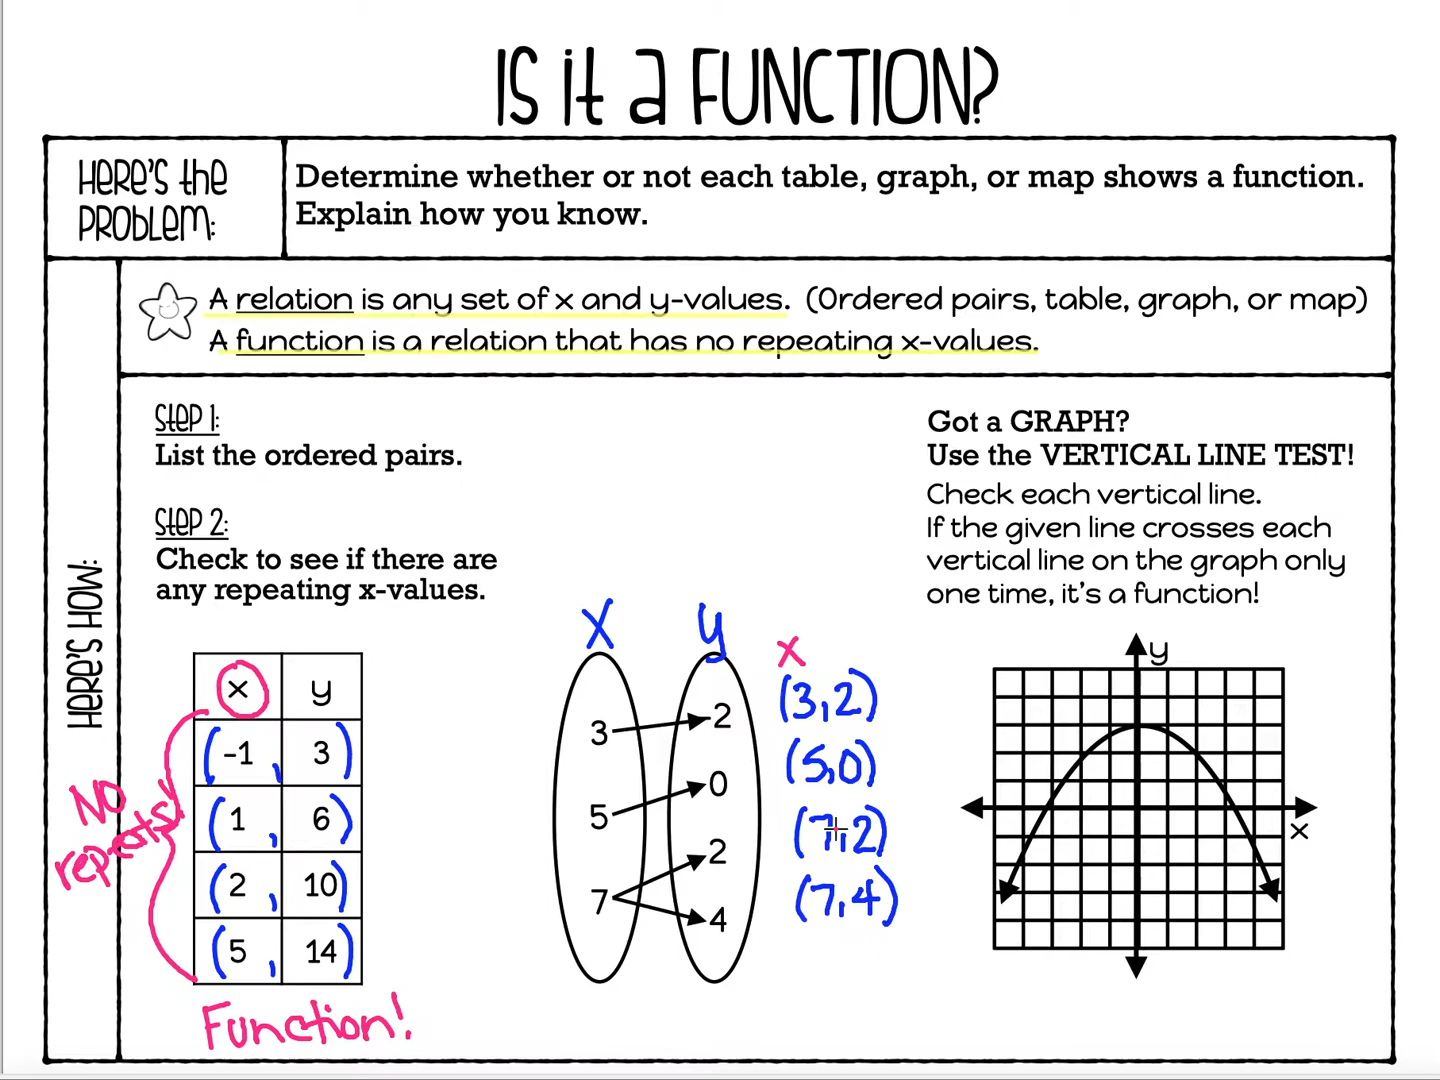 Is it a FUNCTION?
HERE'S the
PROBLEM:
Determine whether or not each table, graph, or map shows a function.
Explain how you know.
HERE'S HOW:
A relation is any set of x and y-values. (Ordered pairs, table, graph, or map)
A function is a relation that has no repeating x-values.
Step 1:
List the ordered pairs.
Step 2:
Check to see if there are
any repeating x-values.
x y
(-1, 3)
(1, 6)
(2, 10)
(5, 14)
No
repeats!
Function!
x y
3 -2
5 0
7 2
4
x
(3,2)
(5,0)
(7,2)
(7,4)
Got a GRAPH?
Use the VERTICAL LINE TEST!
Check each vertical line.
If the given line crosses each
vertical line on the graph only
one time, it's a function!
y
x